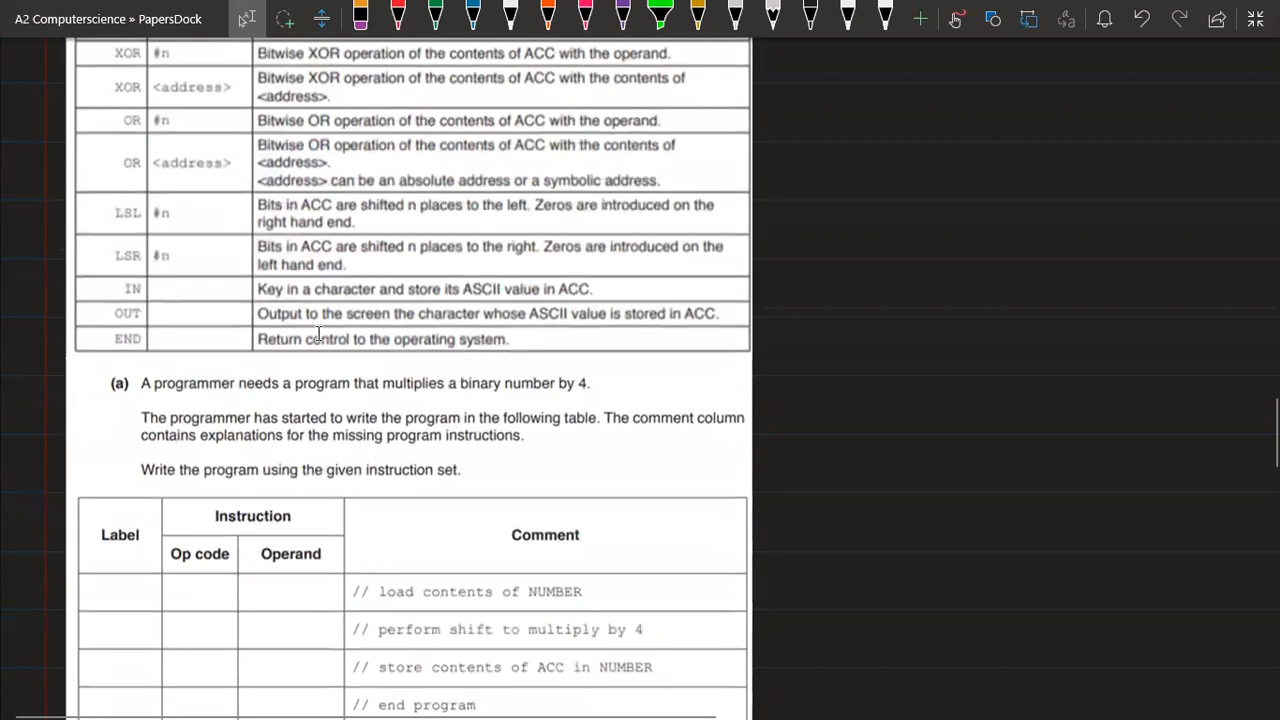 A2 Computerscience » PapersDock
XOR #n Bitwise XOR operation of the contents of ACC with the operand.
XOR <address> Bitwise XOR operation of the contents of ACC with the contents of
<address>.
OR #n Bitwise OR operation of the contents of ACC with the operand.
OR <address> Bitwise OR operation of the contents of ACC with the contents of
<address>.
<address> can be an absolute address or a symbolic address.
LSL #n Bits in ACC are shifted n places to the left. Zeros are introduced on the
right hand end.
LSR #n Bits in ACC are shifted n places to the right. Zeros are introduced on the
left hand end.
IN Key in a character and store its ASCII value in ACC.
OUT Output to the screen the character whose ASCII value is stored in ACC.
END Return control to the operating system.
(a) A programmer needs a program that multiplies a binary number by 4.
The programmer has started to write the program in the following table. The comment column
contains explanations for the missing program instructions.
Write the program using the given instruction set.
Label Instruction Comment
Op code Operand
// load contents of NUMBER
// perform shift to multiply by 4
// store contents of ACC in NUMBER
// end program